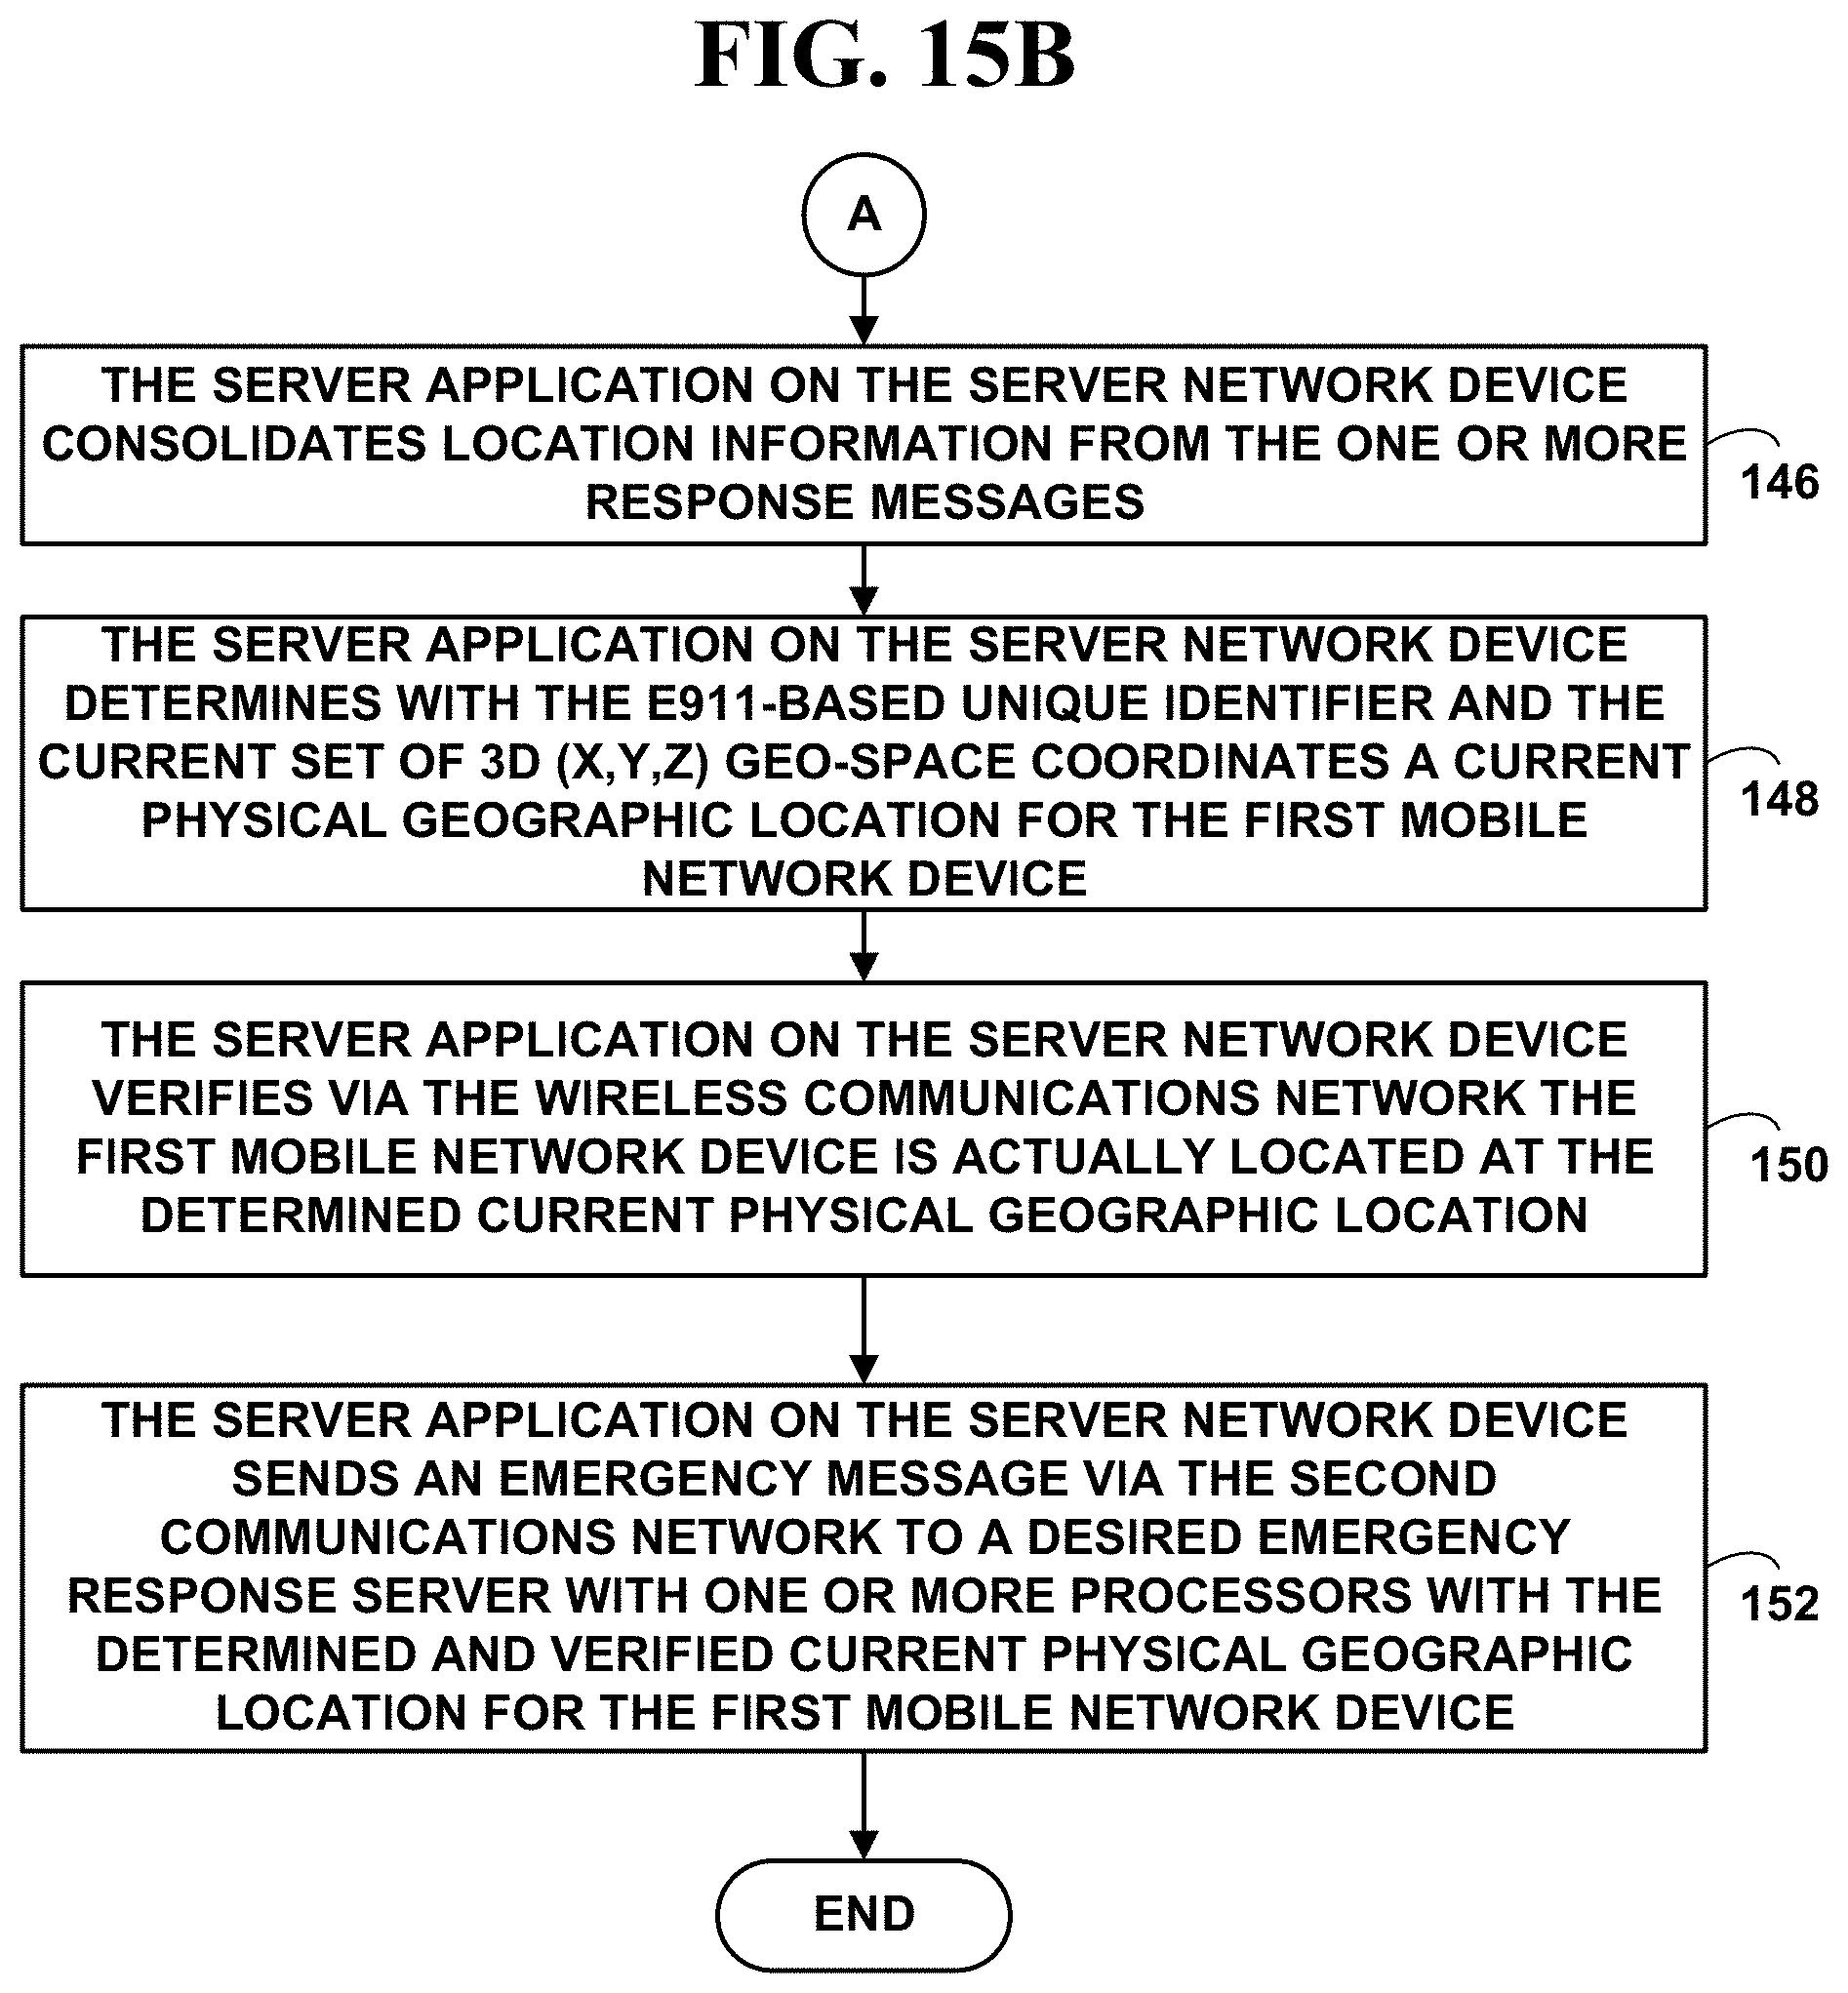 FIG. 15B
A
THE SERVER APPLICATION ON THE SERVER NETWORK DEVICE
CONSOLIDATES LOCATION INFORMATION FROM THE ONE OR MORE
RESPONSE MESSAGES
146
THE SERVER APPLICATION ON THE SERVER NETWORK DEVICE
DETERMINES WITH THE E911-BASED UNIQUE IDENTIFIER AND THE
CURRENT SET OF 3D (X,Y,Z) GEO-SPACE COORDINATES A CURRENT
PHYSICAL GEOGRAPHIC LOCATION FOR THE FIRST MOBILE
NETWORK DEVICE
148
THE SERVER APPLICATION ON THE SERVER NETWORK DEVICE
VERIFIES VIA THE WIRELESS COMMUNICATIONS NETWORK THE
FIRST MOBILE NETWORK DEVICE IS ACTUALLY LOCATED AT THE
DETERMINED CURRENT PHYSICAL GEOGRAPHIC LOCATION
150
THE SERVER APPLICATION ON THE SERVER NETWORK DEVICE
SENDS AN EMERGENCY MESSAGE VIA THE SECOND
COMMUNICATIONS NETWORK TO A DESIRED EMERGENCY
RESPONSE SERVER WITH ONE OR MORE PROCESSORS WITH THE
DETERMINED AND VERIFIED CURRENT PHYSICAL GEOGRAPHIC
LOCATION FOR THE FIRST MOBILE NETWORK DEVICE
152
END